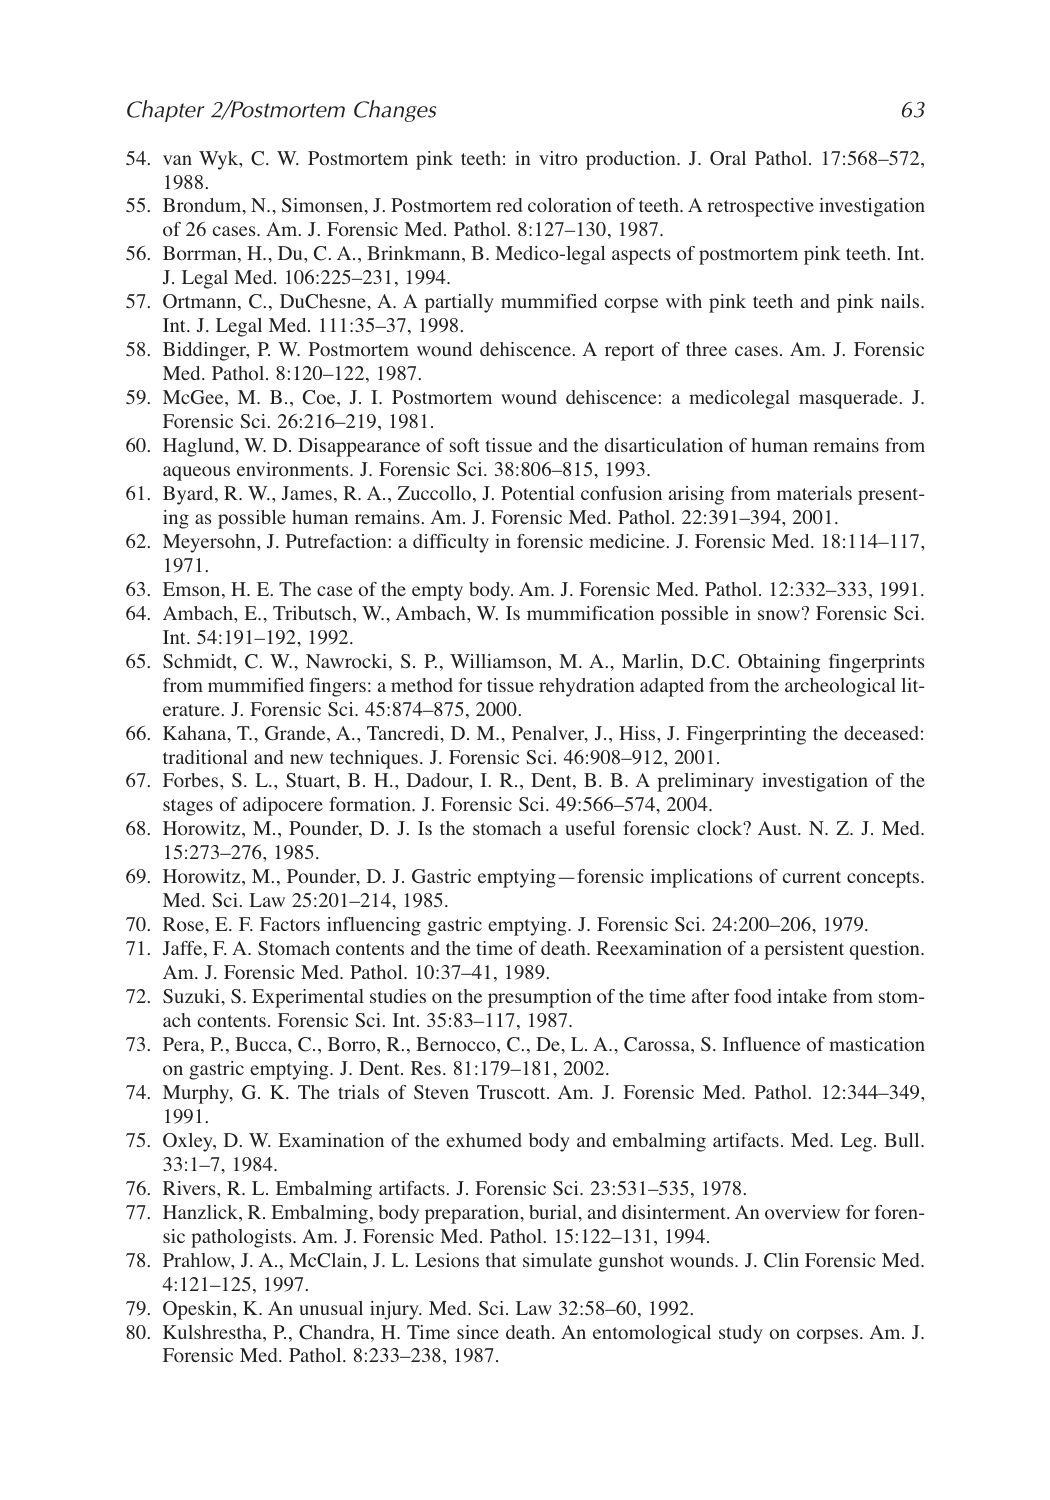 Chapter 2/Postmortem Changes 63
54. van Wyk, C. W. Postmortem pink teeth: in vitro production. J. Oral Pathol. 17:568–572,
1988.
55. Brondum, N., Simonsen, J. Postmortem red coloration of teeth. A retrospective investigation
of 26 cases. Am. J. Forensic Med. Pathol. 8:127–130, 1987.
56. Borrman, H., Du, C. A., Brinkmann, B. Medico-legal aspects of postmortem pink teeth. Int.
J. Legal Med. 106:225–231, 1994.
57. Ortmann, C., DuChesne, A. A partially mummified corpse with pink teeth and pink nails.
Int. J. Legal Med. 111:35–37, 1998.
58. Biddinger, P. W. Postmortem wound dehiscence. A report of three cases. Am. J. Forensic
Med. Pathol. 8:120–122, 1987.
59. McGee, M. B., Coe, J. I. Postmortem wound dehiscence: a medicolegal masquerade. J.
Forensic Sci. 26:216–219, 1981.
60. Haglund, W. D. Disappearance of soft tissue and the disarticulation of human remains from
aqueous environments. J. Forensic Sci. 38:806–815, 1993.
61. Byard, R. W., James, R. A., Zuccollo, J. Potential confusion arising from materials present-
ing as possible human remains. Am. J. Forensic Med. Pathol. 22:391–394, 2001.
62. Meyersohn, J. Putrefaction: a difficulty in forensic medicine. J. Forensic Med. 18:114–117,
1971.
63. Emson, H. E. The case of the empty body. Am. J. Forensic Med. Pathol. 12:332–333, 1991.
64. Ambach, E., Tributsch, W., Ambach, W. Is mummification possible in snow? Forensic Sci.
Int. 54:191–192, 1992.
65. Schmidt, C. W., Nawrocki, S. P., Williamson, M. A., Marlin, D.C. Obtaining fingerprints
from mummified fingers: a method for tissue rehydration adapted from the archeological lit-
erature. J. Forensic Sci. 45:874–875, 2000.
66. Kahana, T., Grande, A., Tancredi, D. M., Penalver, J., Hiss, J. Fingerprinting the deceased:
traditional and new techniques. J. Forensic Sci. 46:908–912, 2001.
67. Forbes, S. L., Stuart, B. H., Dadour, I. R., Dent, B. B. A preliminary investigation of the
stages of adipocere formation. J. Forensic Sci. 49:566–574, 2004.
68. Horowitz, M., Pounder, D. J. Is the stomach a useful forensic clock? Aust. N. Z. J. Med.
15:273–276, 1985.
69. Horowitz, M., Pounder, D. J. Gastric emptying—forensic implications of current concepts.
Med. Sci. Law 25:201–214, 1985.
70. Rose, E. F. Factors influencing gastric emptying. J. Forensic Sci. 24:200–206, 1979.
71. Jaffe, F. A. Stomach contents and the time of death. Reexamination of a persistent question.
Am. J. Forensic Med. Pathol. 10:37–41, 1989.
72. Suzuki, S. Experimental studies on the presumption of the time after food intake from stom-
ach contents. Forensic Sci. Int. 35:83–117, 1987.
73. Pera, P., Bucca, C., Borro, R., Bernocco, C., De, L. A., Carossa, S. Influence of mastication
on gastric emptying. J. Dent. Res. 81:179–181, 2002.
74. Murphy, G. K. The trials of Steven Truscott. Am. J. Forensic Med. Pathol. 12:344–349,
1991.
75. Oxley, D. W. Examination of the exhumed body and embalming artifacts. Med. Leg. Bull.
33:1–7, 1984.
76. Rivers, R. L. Embalming artifacts. J. Forensic Sci. 23:531–535, 1978.
77. Hanzlick, R. Embalming, body preparation, burial, and disinterment. An overview for foren-
sic pathologists. Am. J. Forensic Med. Pathol. 15:122–131, 1994.
78. Prahlow, J. A., McClain, J. L. Lesions that simulate gunshot wounds. J. Clin Forensic Med.
4:121–125, 1997.
79. Opeskin, K. An unusual injury. Med. Sci. Law 32:58–60, 1992.
80. Kulshrestha, P., Chandra, H. Time since death. An entomological study on corpses. Am. J.
Forensic Med. Pathol. 8:233–238, 1987.